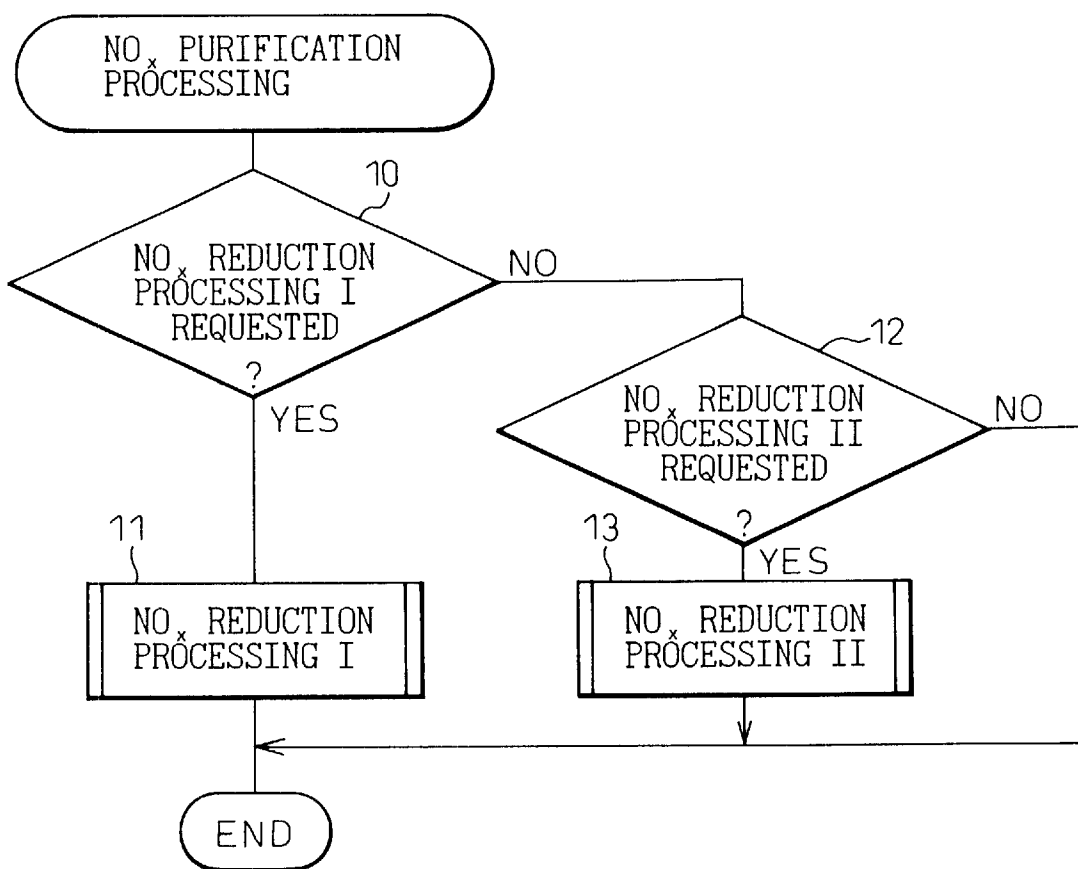 NOₓ PURIFICATION
PROCESSING
10
NOₓ REDUCTION
PROCESSING I
REQUESTED
?
NO
YES
12
NOₓ REDUCTION
PROCESSING II
REQUESTED
?
NO
YES
11
NOₓ REDUCTION
PROCESSING I
13
NOₓ REDUCTION
PROCESSING II
END